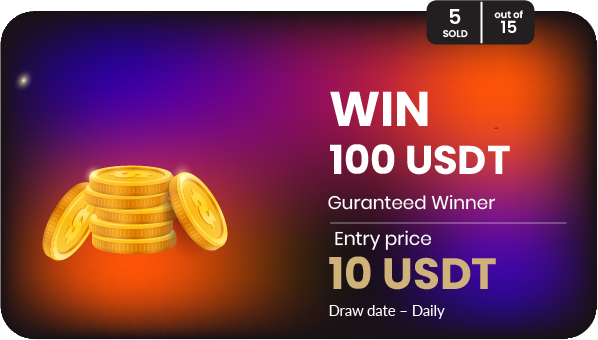 5 out of
SOLD 15
WIN
100 USDT
Guranteed Winner
Entry price
10 USDT
Draw date – Daily